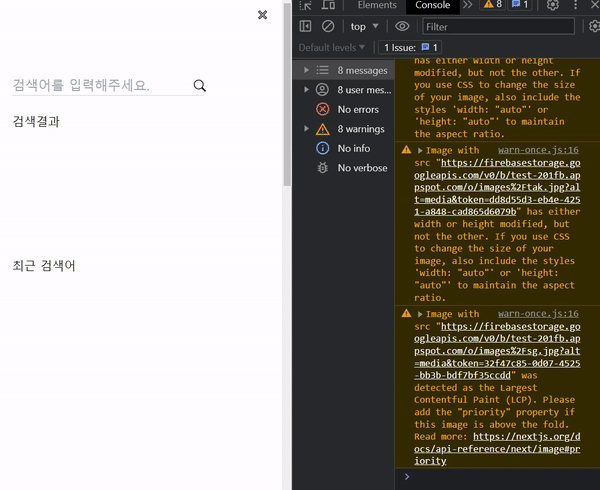 검색어를 입력해주세요.
검색결과
최근 검색어
Elements Console 8 1
top Filter
Default levels 1 Issue: 1
8 messages
8 user mes...
No errors
8 warnings
No info
No verbose
has either width or height
modified, but not the other. If
you use CSS to change the size
of your image, also include the
styles 'width: "auto"' or
'height: "auto"' to maintain
the aspect ratio.
Image with warn-once.js:16
src "https://firebasestorage.go
ogleapis.com/v0/b/test-201fb.ap
pspot.com/o/images%2Ftak.jpg?al
t=media&token=dd8d55d3-eb4e-425
1-a848-cad865d6079b" has either
width or height modified, but
not the other. If you use CSS
to change the size of your
image, also include the styles
'width: "auto"' or 'height:
"auto"' to maintain the aspect
ratio.
Image with warn-once.js:16
src "https://firebasestorage.go
ogleapis.com/v0/b/test-201fb.ap
pspot.com/o/images%2Fsg.jpg?alt
=media&token=32f47c85-0d07-4525
-bb3b-bdf7bf35ccdd" was
detected as the Largest
Contentful Paint (LCP). Please
add the "priority" property if
this image is above the fold.
Read more: https://nextjs.org/d
ocs/api-reference/next/image#pr
iority